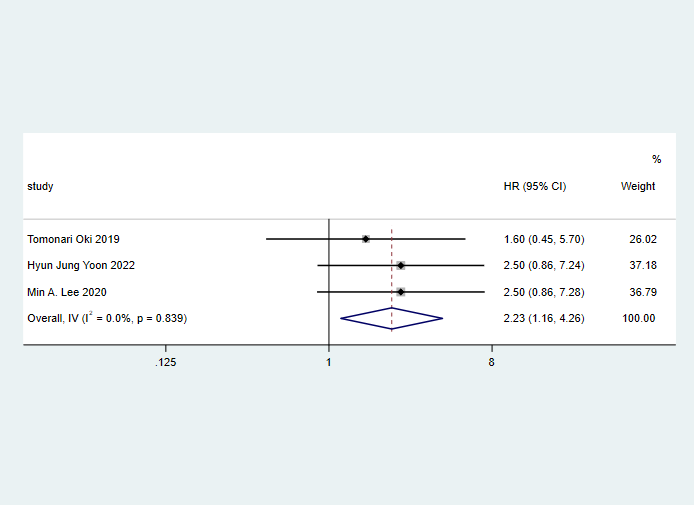 %
study HR (95% CI) Weight
Tomonari Oki 2019 1.60 (0.45, 5.70) 26.02
Hyun Jung Yoon 2022 2.50 (0.86, 7.24) 37.18
Min A. Lee 2020 2.50 (0.86, 7.28) 36.79
Overall, IV (I² = 0.0%, p = 0.839) 2.23 (1.16, 4.26) 100.00
.125 1 8